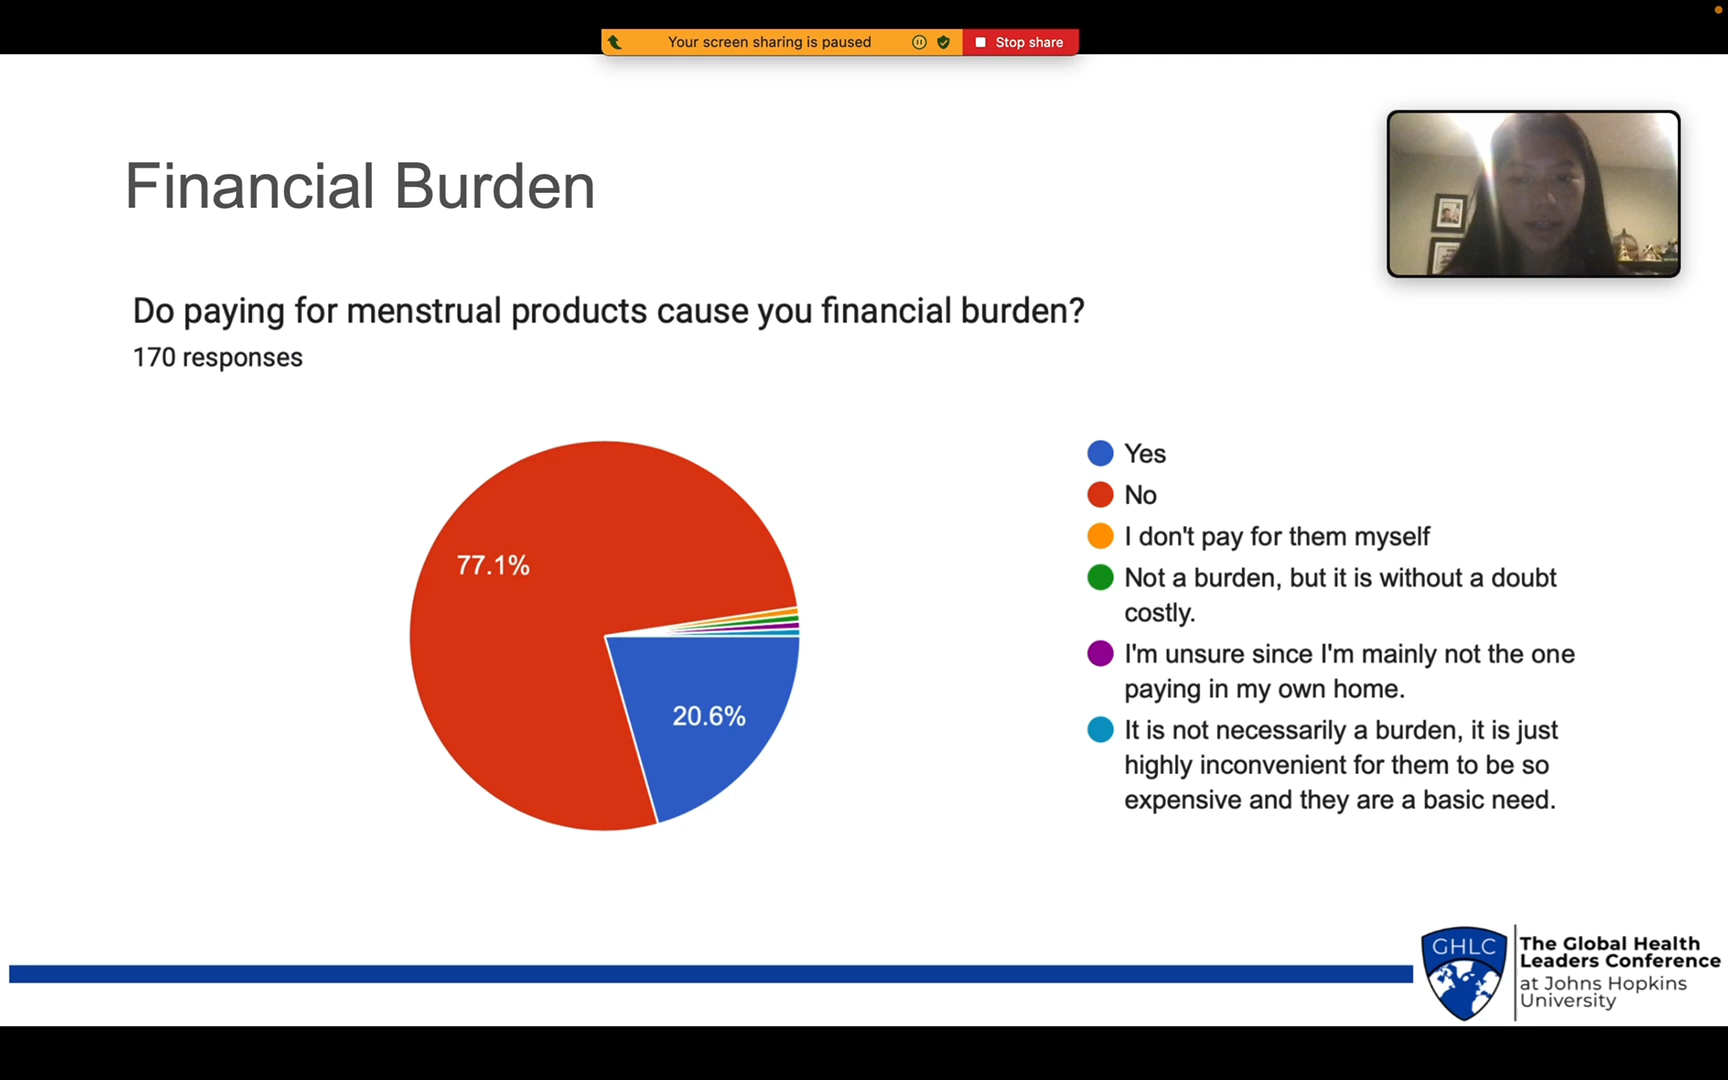 Your screen sharing is paused
Stop share
Financial Burden
Do paying for menstrual products cause you financial burden?
170 responses
77.1%
20.6%
Yes
No
I don't pay for them myself
Not a burden, but it is without a doubt
costly.
I'm unsure since I'm mainly not the one
paying in my own home.
It is not necessarily a burden, it is just
highly inconvenient for them to be so
expensive and they are a basic need.
GHLC
The Global Health
Leaders Conference
at Johns Hopkins
University